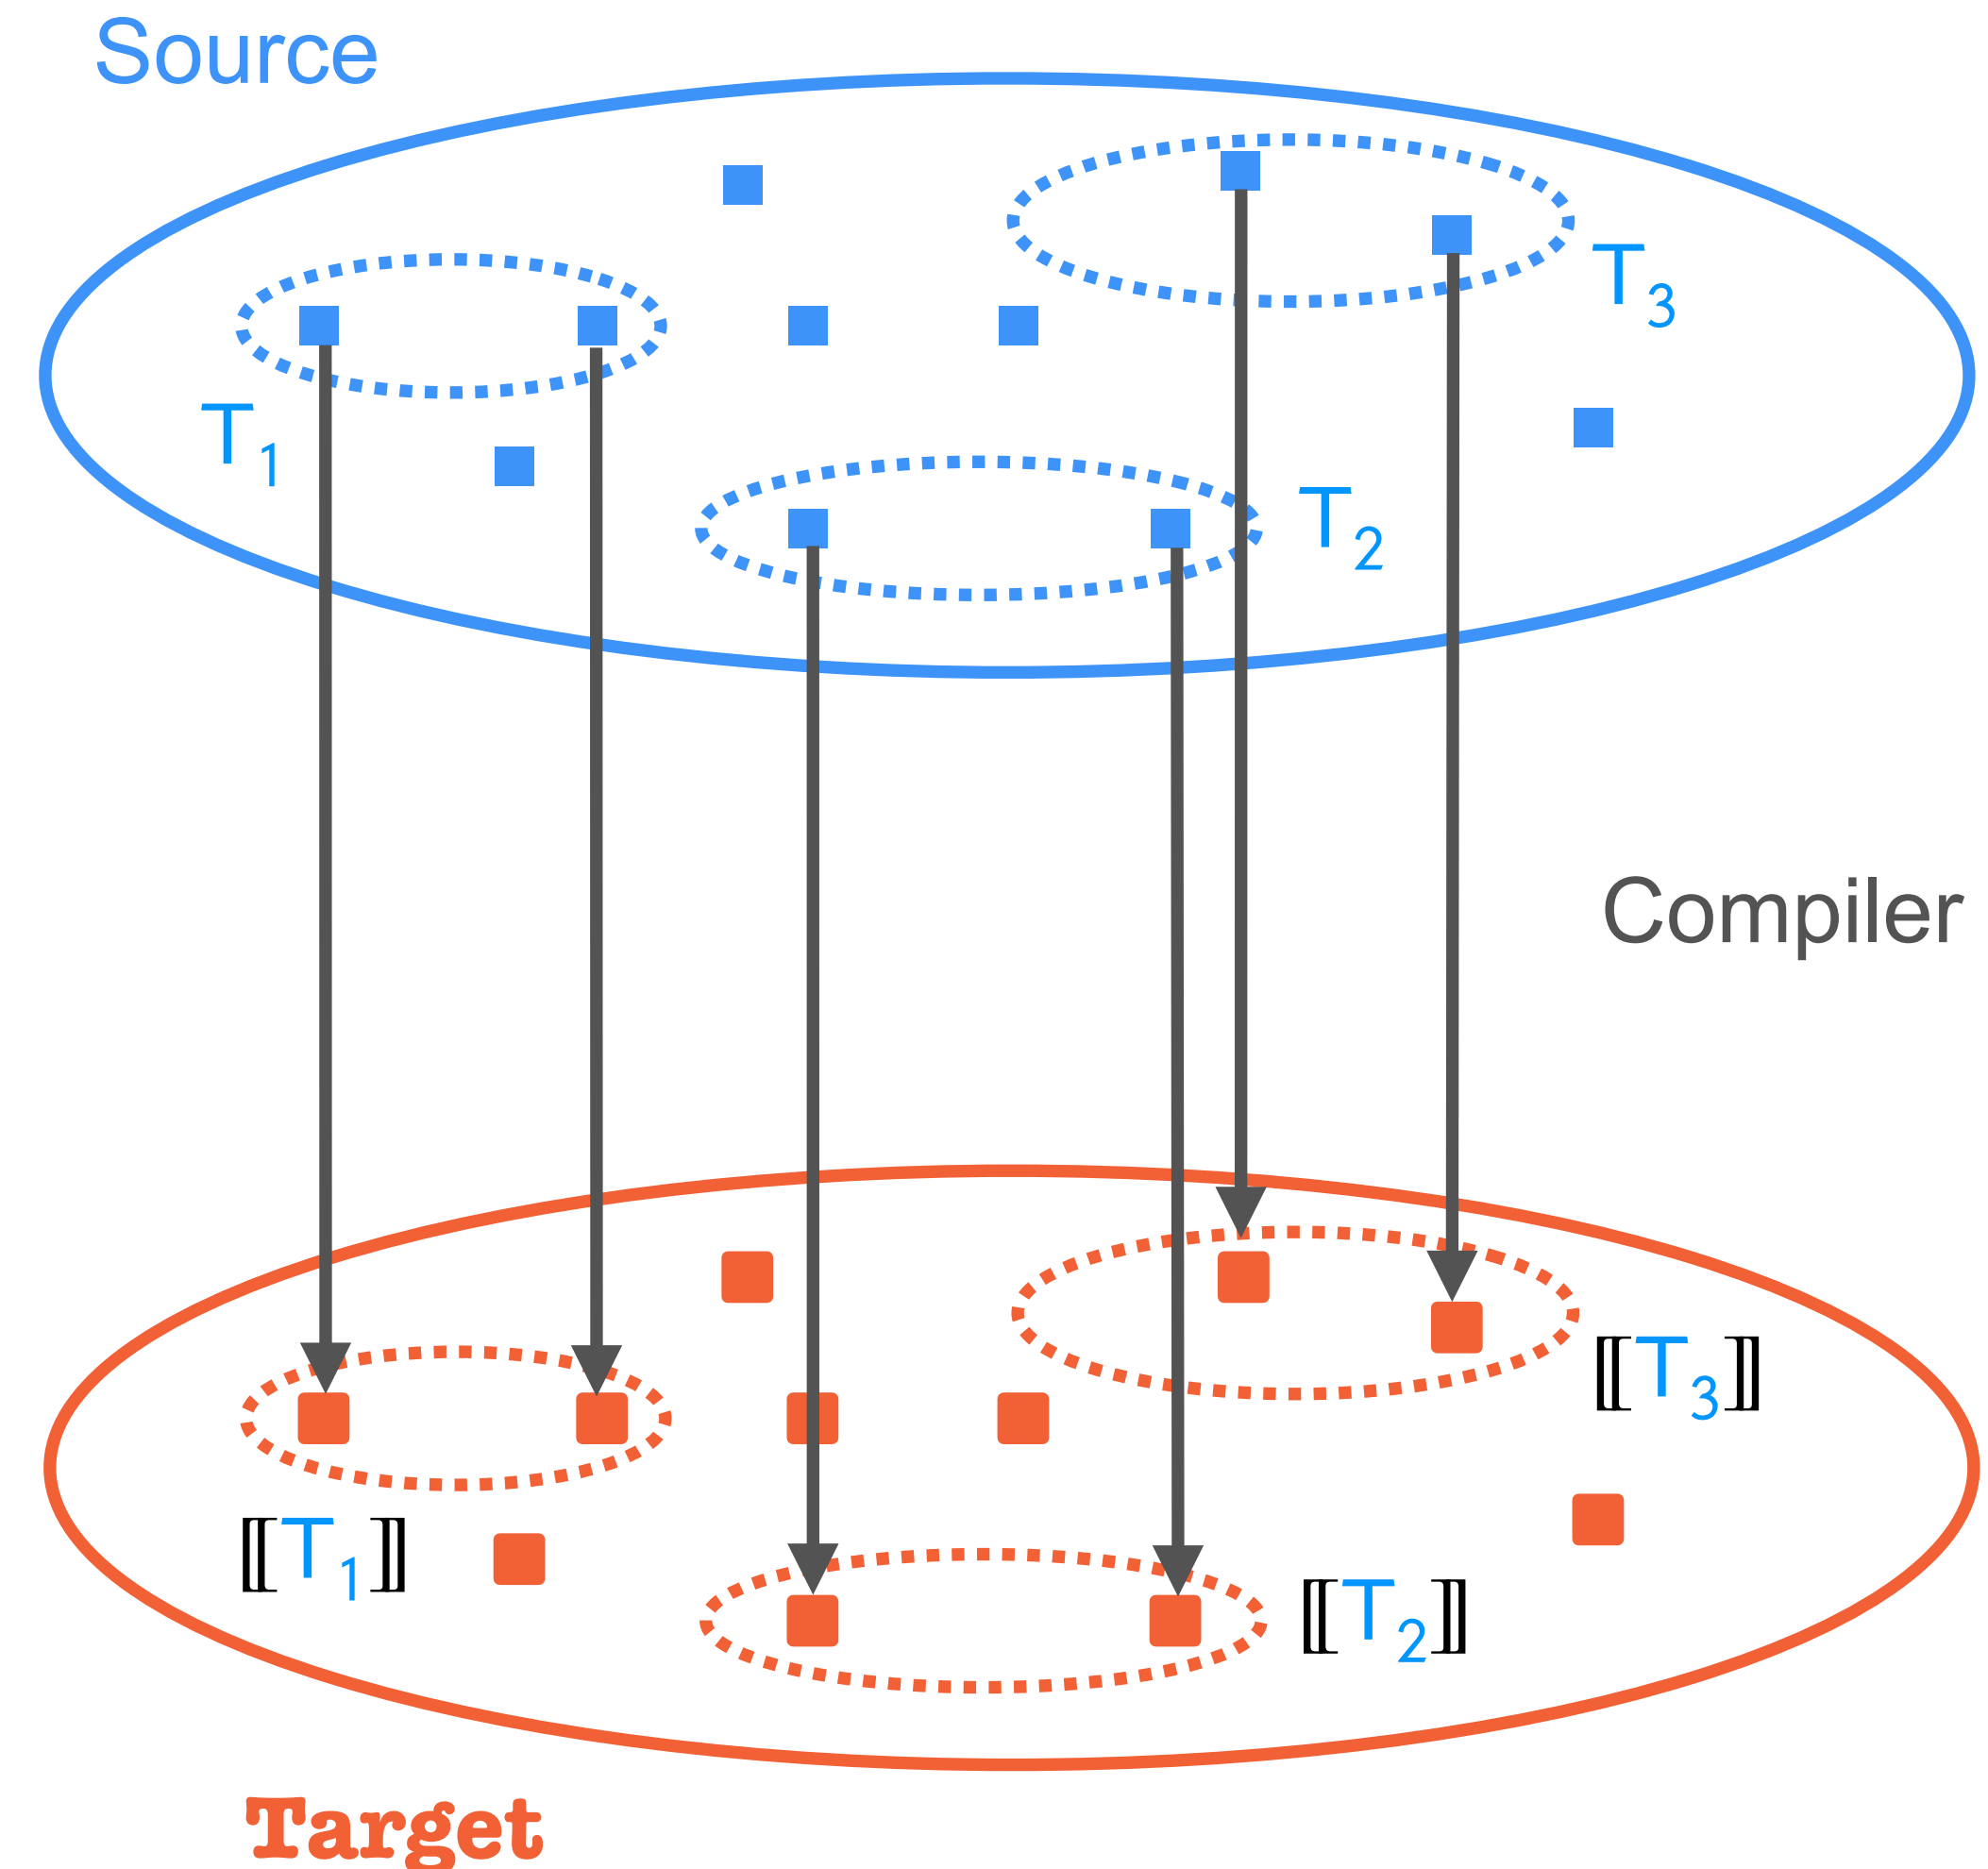 Source
T3
T1
T2
Compiler
⟦T3⟧
⟦T1⟧
⟦T2⟧
Target